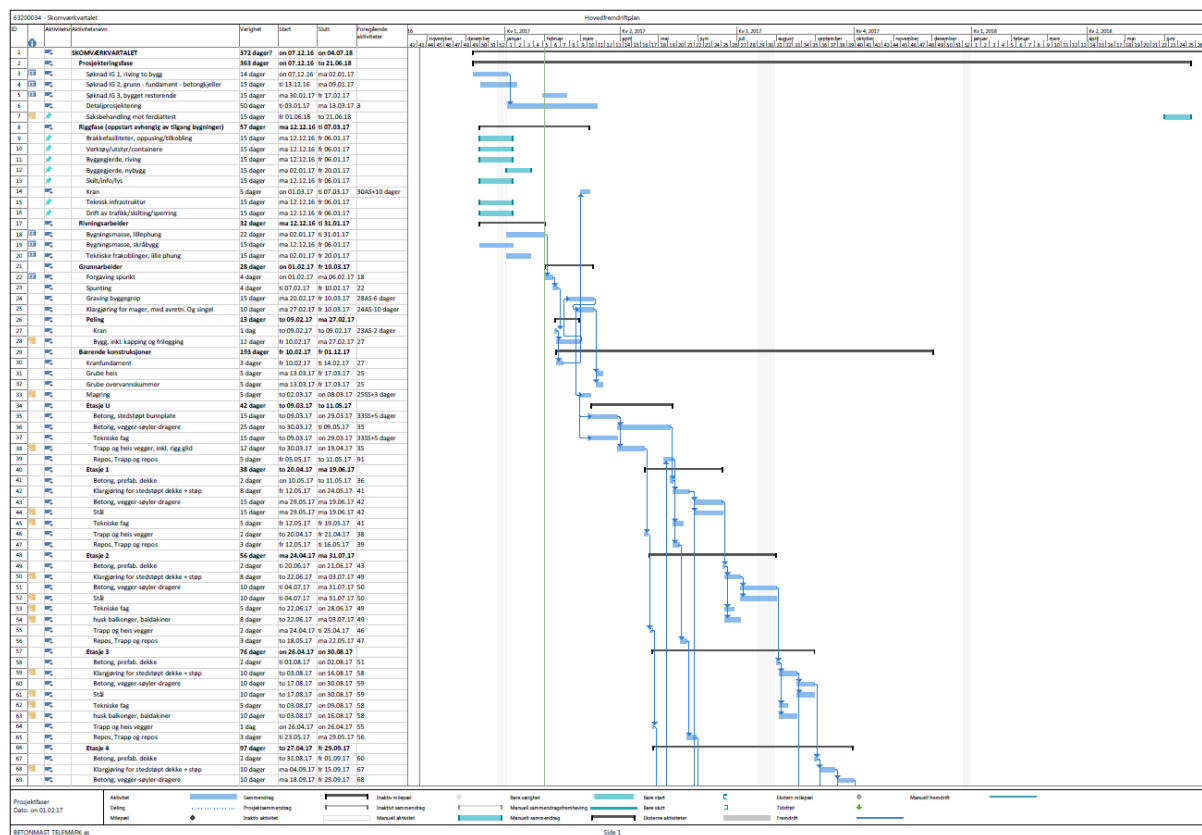 63200034 - Skomværkvartalet
Hovedfremdriftplan
ID Aktivitetsnavn Varighet Start Slutt Foregående aktiviteter
Kv 1, 2017 Kv 2, 2017 Kv 3, 2017 Kv 4, 2017 Kv 1, 2018 Kv 2, 2018
november desember januar februar mars april mai juni juli august september oktober november desember januar februar mars april mai juni
1 SKOMVÆRKVARTALET 372 dager? on 07.12.16 on 04.07.18
2 Prosjekteringsfase 363 dager on 07.12.16 to 21.06.18
3 Søknad IG 1, riving to bygg 14 dager on 07.12.16 ma 02.01.17
4 Søknad IG 2, grunn - fundament - betongkjeller 15 dager ti 13.12.16 ma 09.01.17
5 Søknad IG 3, bygget resterende 15 dager ma 30.01.17 fr 17.02.17
6 Detaljprosjektering 50 dager ti 03.01.17 ma 13.03.17 3
7 Saksbehandling mot ferdiattest 15 dager fr 01.06.18 to 21.06.18
8 Riggfase (oppstart avhengig av tilgang bygninger) 57 dager ma 12.12.16 ti 07.03.17
9 Brakkefasiliteter, oppusing/tilkobling 15 dager ma 12.12.16 fr 06.01.17
10 Verktøy/utstyr/containere 15 dager ma 12.12.16 fr 06.01.17
11 Byggegjerde, riving 15 dager ma 12.12.16 fr 06.01.17
12 Byggegjerde, nybygg 15 dager ma 02.01.17 fr 20.01.17
13 Skilt/info/lys 15 dager ma 12.12.16 fr 06.01.17
14 Kran 5 dager on 01.03.17 ti 07.03.17 30AS+10 dager
15 Teknisk infrastruktur 15 dager ma 12.12.16 fr 06.01.17
16 Drift av trafikk/skilting/sperring 15 dager ma 12.12.16 fr 06.01.17
17 Rivningsarbeider 32 dager ma 12.12.16 ti 31.01.17
18 Bygningsmasse, lillephung 22 dager ma 02.01.17 ti 31.01.17
19 Bygningsmasse, skråbygg 15 dager ma 12.12.16 fr 06.01.17
20 Tekniske frakoblinger, lille phung 15 dager ma 02.01.17 fr 20.01.17
21 Grunnarbeider 28 dager on 01.02.17 fr 10.03.17
22 Forgaving spunkt 4 dager on 01.02.17 ma 06.02.17 18
23 Spunting 4 dager ti 07.02.17 fr 10.02.17 22
24 Graving byggegrop 15 dager ma 20.02.17 fr 10.03.17 28AS-6 dager
25 Klargjøring for mager, med avretn. Og singel 10 dager ma 27.02.17 fr 10.03.17 24AS-10 dager
26 Peling 13 dager to 09.02.17 ma 27.02.17
27 Kran 1 dag to 09.02.17 to 09.02.17 23AS-2 dager
28 Bygg, inkl. kapping og frilegging 12 dager fr 10.02.17 ma 27.02.17 27
29 Bærende konstruksjoner 193 dager fr 10.02.17 fr 01.12.17
30 Kranfundament 3 dager fr 10.02.17 ti 14.02.17 27
31 Grube heis 5 dager ma 13.03.17 fr 17.03.17 25
32 Grube overvannskummer 5 dager ma 13.03.17 fr 17.03.17 25
33 Magring 5 dager to 02.03.17 on 08.03.17 25SS+3 dager
34 Etasje U 42 dager to 09.03.17 to 11.05.17
35 Betong, stedstøpt bunnplate 15 dager to 09.03.17 on 29.03.17 33SS+5 dager
36 Betong, vegger-søyler-dragere 25 dager to 30.03.17 ti 09.05.17 35
37 Tekniske fag 15 dager to 09.03.17 on 29.03.17 33SS+5 dager
38 Trapp og heis vegger, inkl. rigg glid 12 dager to 30.03.17 on 19.04.17 35
39 Repos, Trapp og repos 5 dager fr 05.05.17 to 11.05.17 91
40 Etasje 1 38 dager to 20.04.17 ma 19.06.17
41 Betong, prefab. dekke 2 dager on 10.05.17 to 11.05.17 36
42 Klargjøring for stedstøpt dekke + støp 8 dager fr 12.05.17 on 24.05.17 41
43 Betong, vegger-søyler-dragere 15 dager ma 29.05.17 ma 19.06.17 42
44 Stål 15 dager ma 29.05.17 ma 19.06.17 42
45 Tekniske fag 5 dager fr 12.05.17 fr 19.05.17 41
46 Trapp og heis vegger 2 dager to 20.04.17 fr 21.04.17 38
47 Repos, Trapp og repos 3 dager fr 12.05.17 ti 16.05.17 39
48 Etasje 2 56 dager ma 24.04.17 ma 31.07.17
49 Betong, prefab. dekke 2 dager ti 20.06.17 on 21.06.17 43
50 Klargjøring for stedstøpt dekke + støp 8 dager to 22.06.17 ma 03.07.17 49
51 Betong, vegger-søyler-dragere 10 dager ti 04.07.17 ma 31.07.17 50
52 Stål 10 dager ti 04.07.17 ma 31.07.17 50
53 Tekniske fag 5 dager to 22.06.17 on 28.06.17 49
54 husk balkonger, baldakiner 8 dager to 22.06.17 ma 03.07.17 49
55 Trapp og heis vegger 2 dager ma 24.04.17 ti 25.04.17 46
56 Repos, Trapp og repos 3 dager to 18.05.17 ma 22.05.17 47
57 Etasje 3 76 dager on 26.04.17 on 30.08.17
58 Betong, prefab. dekke 2 dager ti 01.08.17 on 02.08.17 51
59 Klargjøring for stedstøpt dekke + støp 10 dager to 03.08.17 on 16.08.17 58
60 Betong, vegger-søyler-dragere 10 dager to 17.08.17 on 30.08.17 59
61 Stål 10 dager to 17.08.17 on 30.08.17 59
62 Tekniske fag 5 dager to 03.08.17 on 09.08.17 58
63 husk balkonger, baldakiner 10 dager to 03.08.17 on 16.08.17 58
64 Trapp og heis vegger 1 dag on 26.04.17 on 26.04.17 55
65 Repos, Trapp og repos 3 dager ti 23.05.17 ma 29.05.17 56
66 Etasje 4 97 dager to 27.04.17 fr 29.09.17
67 Betong, prefab. dekke 2 dager to 31.08.17 fr 01.09.17 60
68 Klargjøring for stedstøpt dekke + støp 10 dager ma 04.09.17 fr 15.09.17 67
69 Betong, vegger-søyler-dragere 10 dager ma 18.09.17 fr 29.09.17 68
Prosjektfaser
Dato: on 01.02.17
Aktivitet Sammendrag Inaktiv milepæl Bare varighet Bare start Ekstern milepæl Manuell fremdrift
Deling Prosjektsammendrag Inaktivt sammendrag Manuell sammendragsfremheving Bare slutt Tidsfrist
Milepæl Inaktiv aktivitet Manuell aktivitet Manuell sammendrag Eksterne aktiviteter Fremdrift
BETONMAST TELEMARK as
Side 1